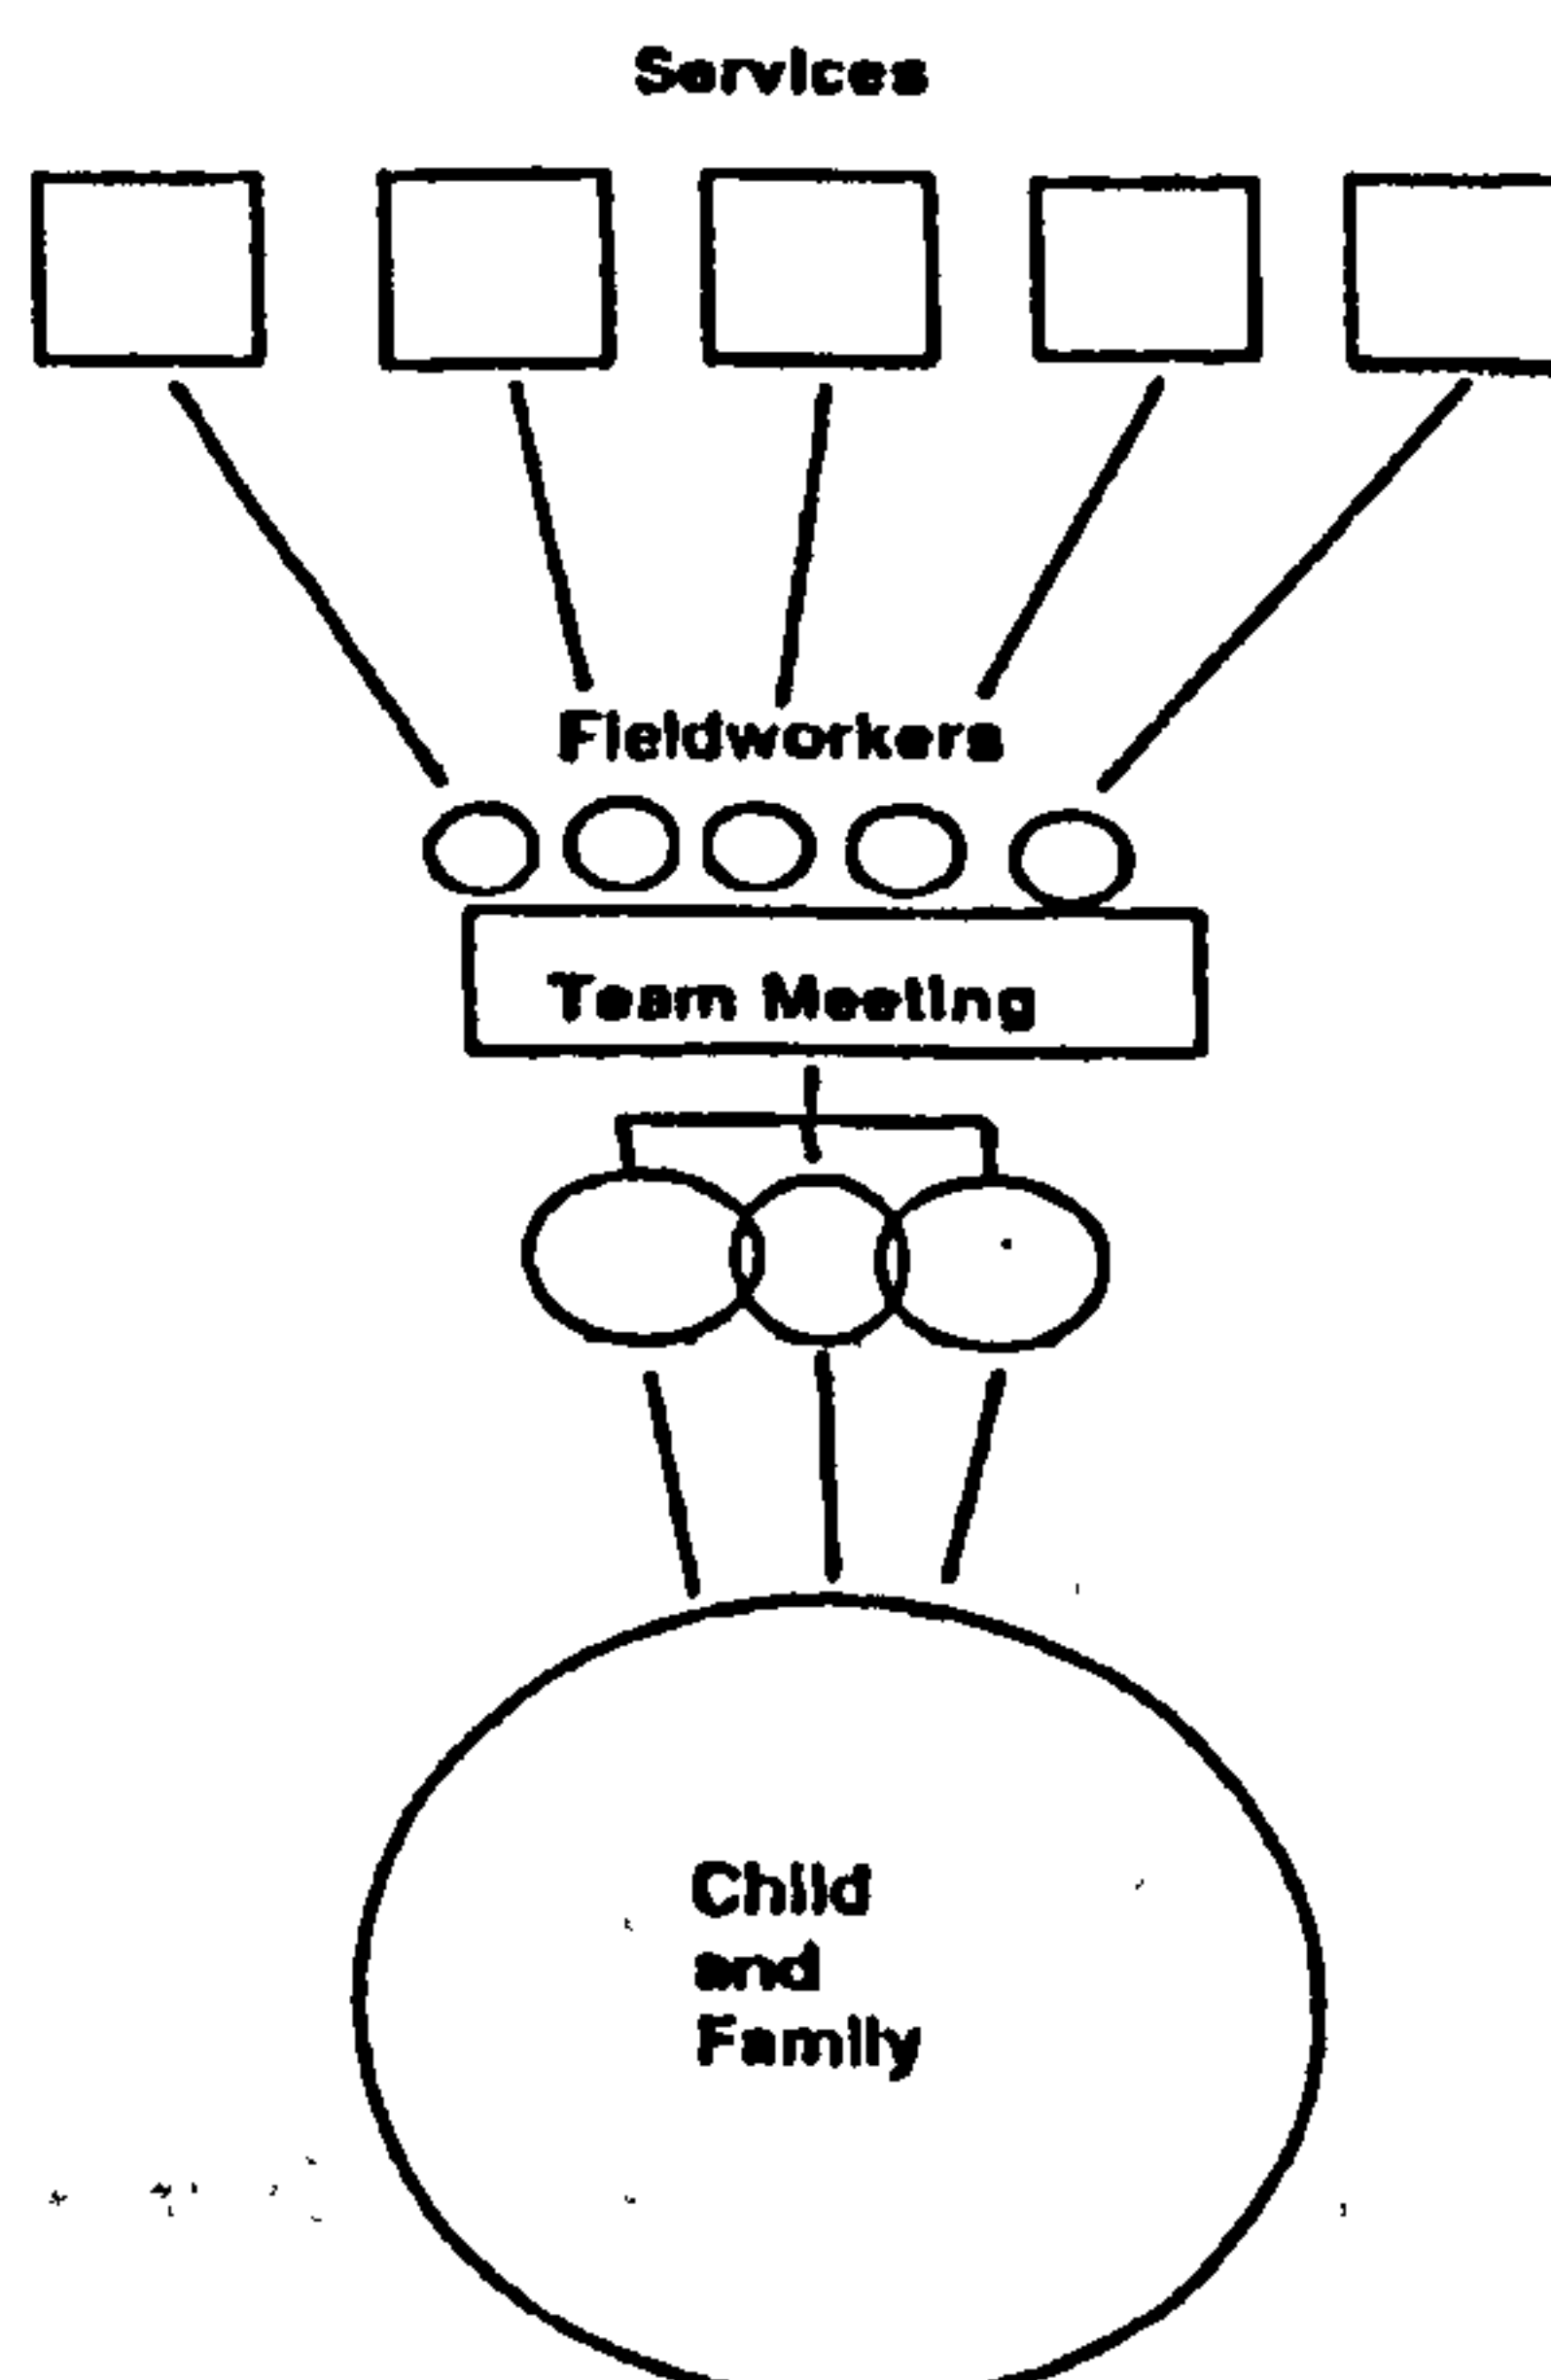 Services
Fieldworkers
Team Meeting
Child
and
Family